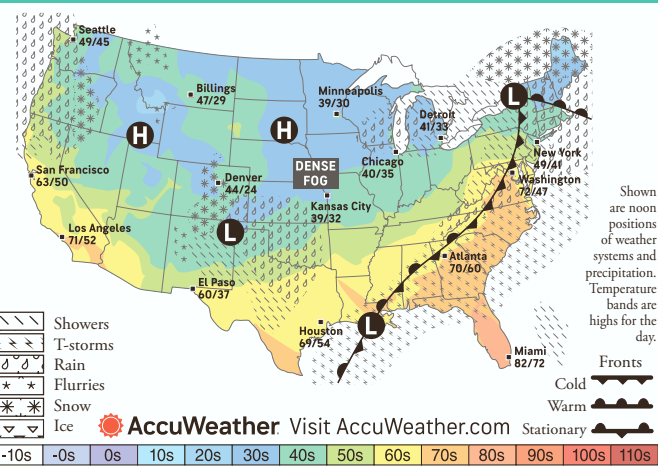 Seattle
49/45
Billings
47/29
Minneapolis
39/30
Detroit
41/33
L
H
H
DENSE
FOG
Chicago
40/35
New York
49/41
Washington
72/47
San Francisco
63/50
Denver
44/24
Kansas City
39/32
Los Angeles
71/52
L
Atlanta
70/60
El Paso
60/37
Houston
69/54
L
Miami
82/72
Shown
are noon
positions
of weather
systems and
precipitation.
Temperature
bands are
highs for the
day.
Showers
T-storms
Rain
Flurries
Snow
Ice
Fronts
Cold
Warm
Stationary
AccuWeather Visit AccuWeather.com
-10s -0s 0s 10s 20s 30s 40s 50s 60s 70s 80s 90s 100s 110s